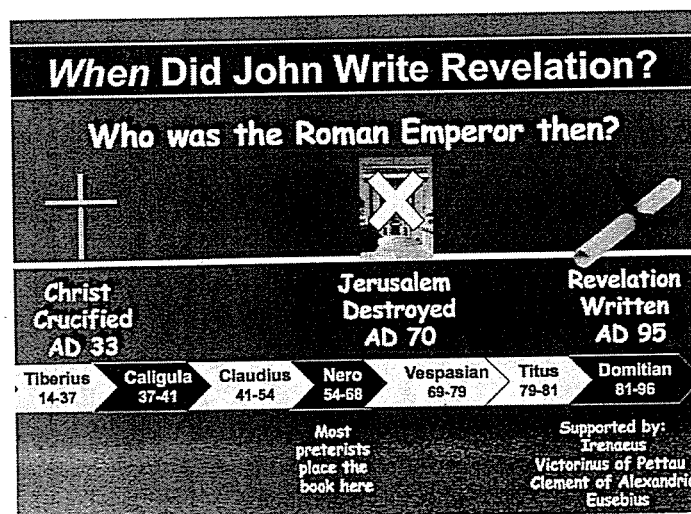 When Did John Write Revelation?
Who was the Roman Emperor then?
Christ
Crucified
AD 33
Jerusalem
Destroyed
AD 70
Revelation
Written
AD 95
Tiberius
14-37
Caligula
37-41
Claudius
41-54
Nero
54-68
Vespasian
69-79
Titus
79-81
Domitian
81-96
Most
preterists
place the
book here
Supported by:
Irenaeus
Victorinus of Pettau
Clement of Alexandri
Eusebius